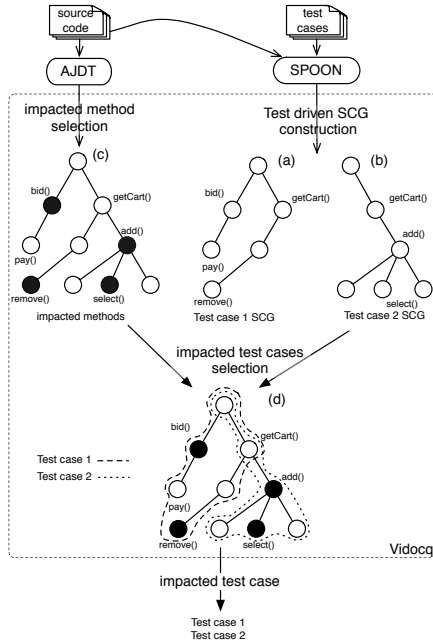 source
code
test
cases
AJDT
SPOON
impacted method
selection
Test driven SCG
construction
(c)
(a)
(b)
bid()
getCart()
add()
pay()
remove()
select()
impacted methods
bid()
getCart()
pay()
remove()
Test case 1 SCG
getCart()
add()
select()
Test case 2 SCG
impacted test cases
selection
(d)
bid()
getCart()
Test case 1
Test case 2
add()
pay()
remove()
select()
Vidocq
impacted test case
Test case 1
Test case 2